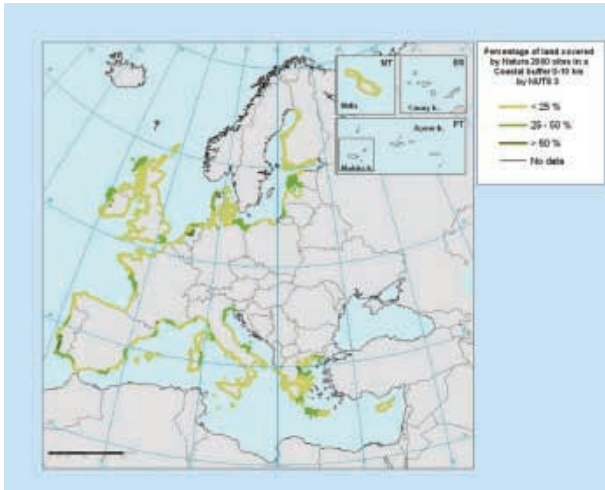 MT
Malta
ES
Canary Is.
PT
Azores Is.
Madeira Is.
Percentage of land covered
by Natura 2000 sites in a
Coastal buffer 0-10 km
by NUTS 3
< 25 %
25 - 50 %
> 50 %
No data
?